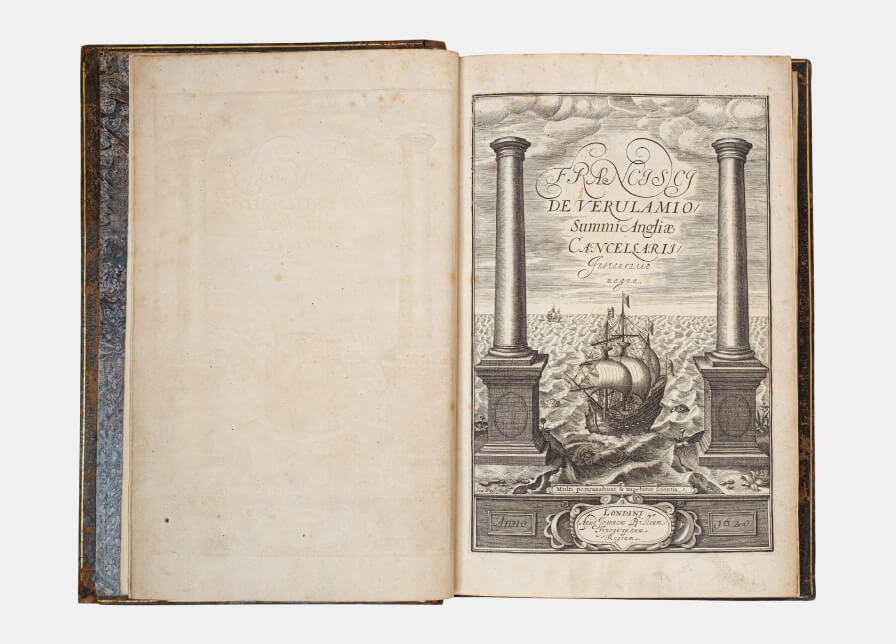 FRANCISCI
DE VERULAMIO/
Summi Angliæ
CANCELSARII/
Instauratio
magna.
Multi pertransibunt & augebitur scientia.
LONDINI
Apud Joannem Billium
Typographum
Regium.
Anno
1620